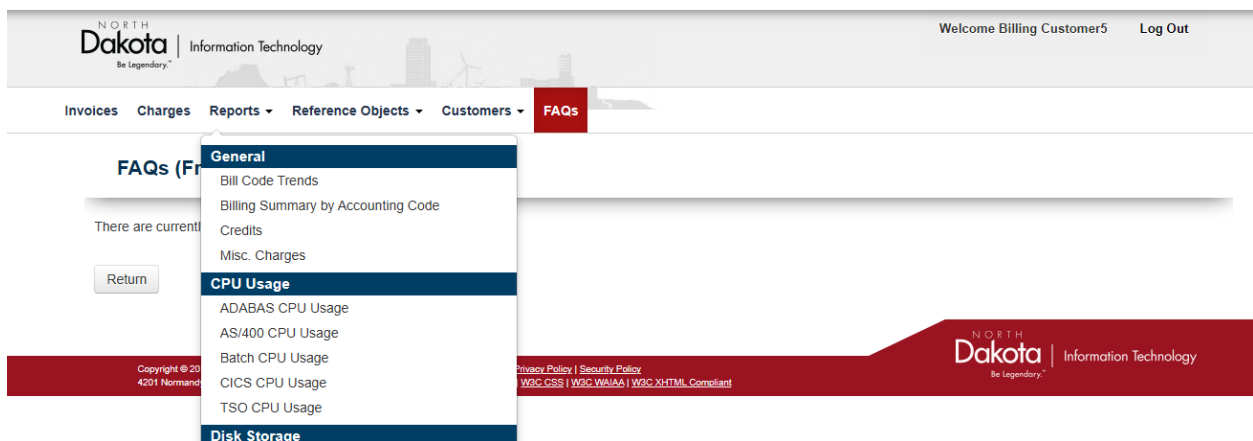 NORTH
Dakota | Information Technology
Be Legendary.™
Welcome Billing Customer5 Log Out
Invoices Charges Reports Reference Objects Customers FAQs
FAQs (Fr
There are currentl
Return
General
Bill Code Trends
Billing Summary by Accounting Code
Credits
Misc. Charges
CPU Usage
ADABAS CPU Usage
AS/400 CPU Usage
Batch CPU Usage
CICS CPU Usage
TSO CPU Usage
Disk Storage
Copyright © 20
Privacy Policy | Security Policy
4201 Normand
| W3C CSS | W3C WAIAA | W3C XHTML Compliant
NORTH
Dakota | Information Technology
Be Legendary.™